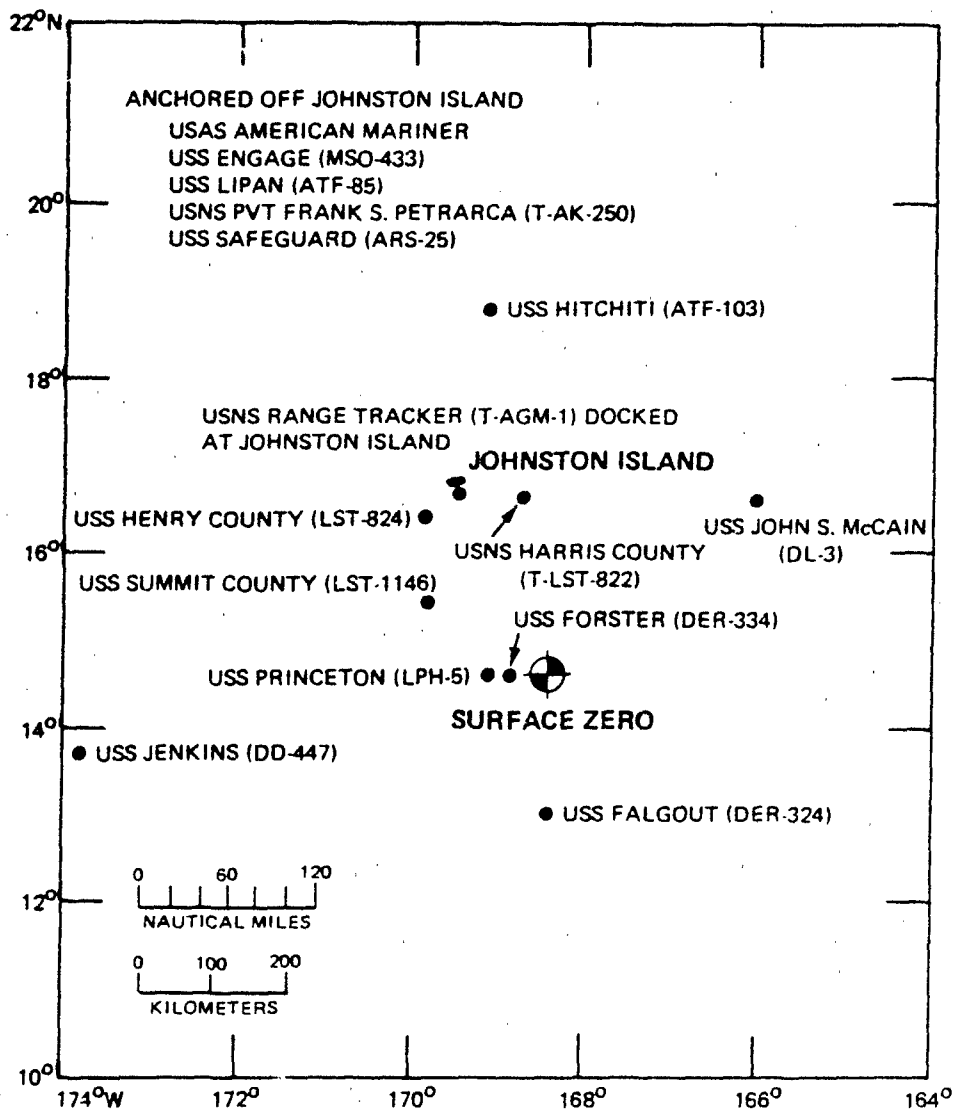 22°N
ANCHORED OFF JOHNSTON ISLAND
USAS AMERICAN MARINER
USS ENGAGE (MSO-433)
USS LIPAN (ATF-85)
20°
USNS PVT FRANK S. PETRARCA (T-AK-250)
USS SAFEGUARD (ARS-25)
USS HITCHITI (ATF-103)
18°
USNS RANGE TRACKER (T-AGM-1) DOCKED
AT JOHNSTON ISLAND
JOHNSTON ISLAND
USS HENRY COUNTY (LST-824)
USS JOHN S. McCAIN
(DL-3)
16°
USNS HARRIS COUNTY
(T-LST-822)
USS SUMMIT COUNTY (LST-1146)
USS FORSTER (DER-334)
USS PRINCETON (LPH-5)
SURFACE ZERO
14°
USS JENKINS (DD-447)
USS FALGOUT (DER-324)
12°
0 60 120
NAUTICAL MILES
0 100 200
KILOMETERS
10°
174°W 172° 170° 168° 166° 164°